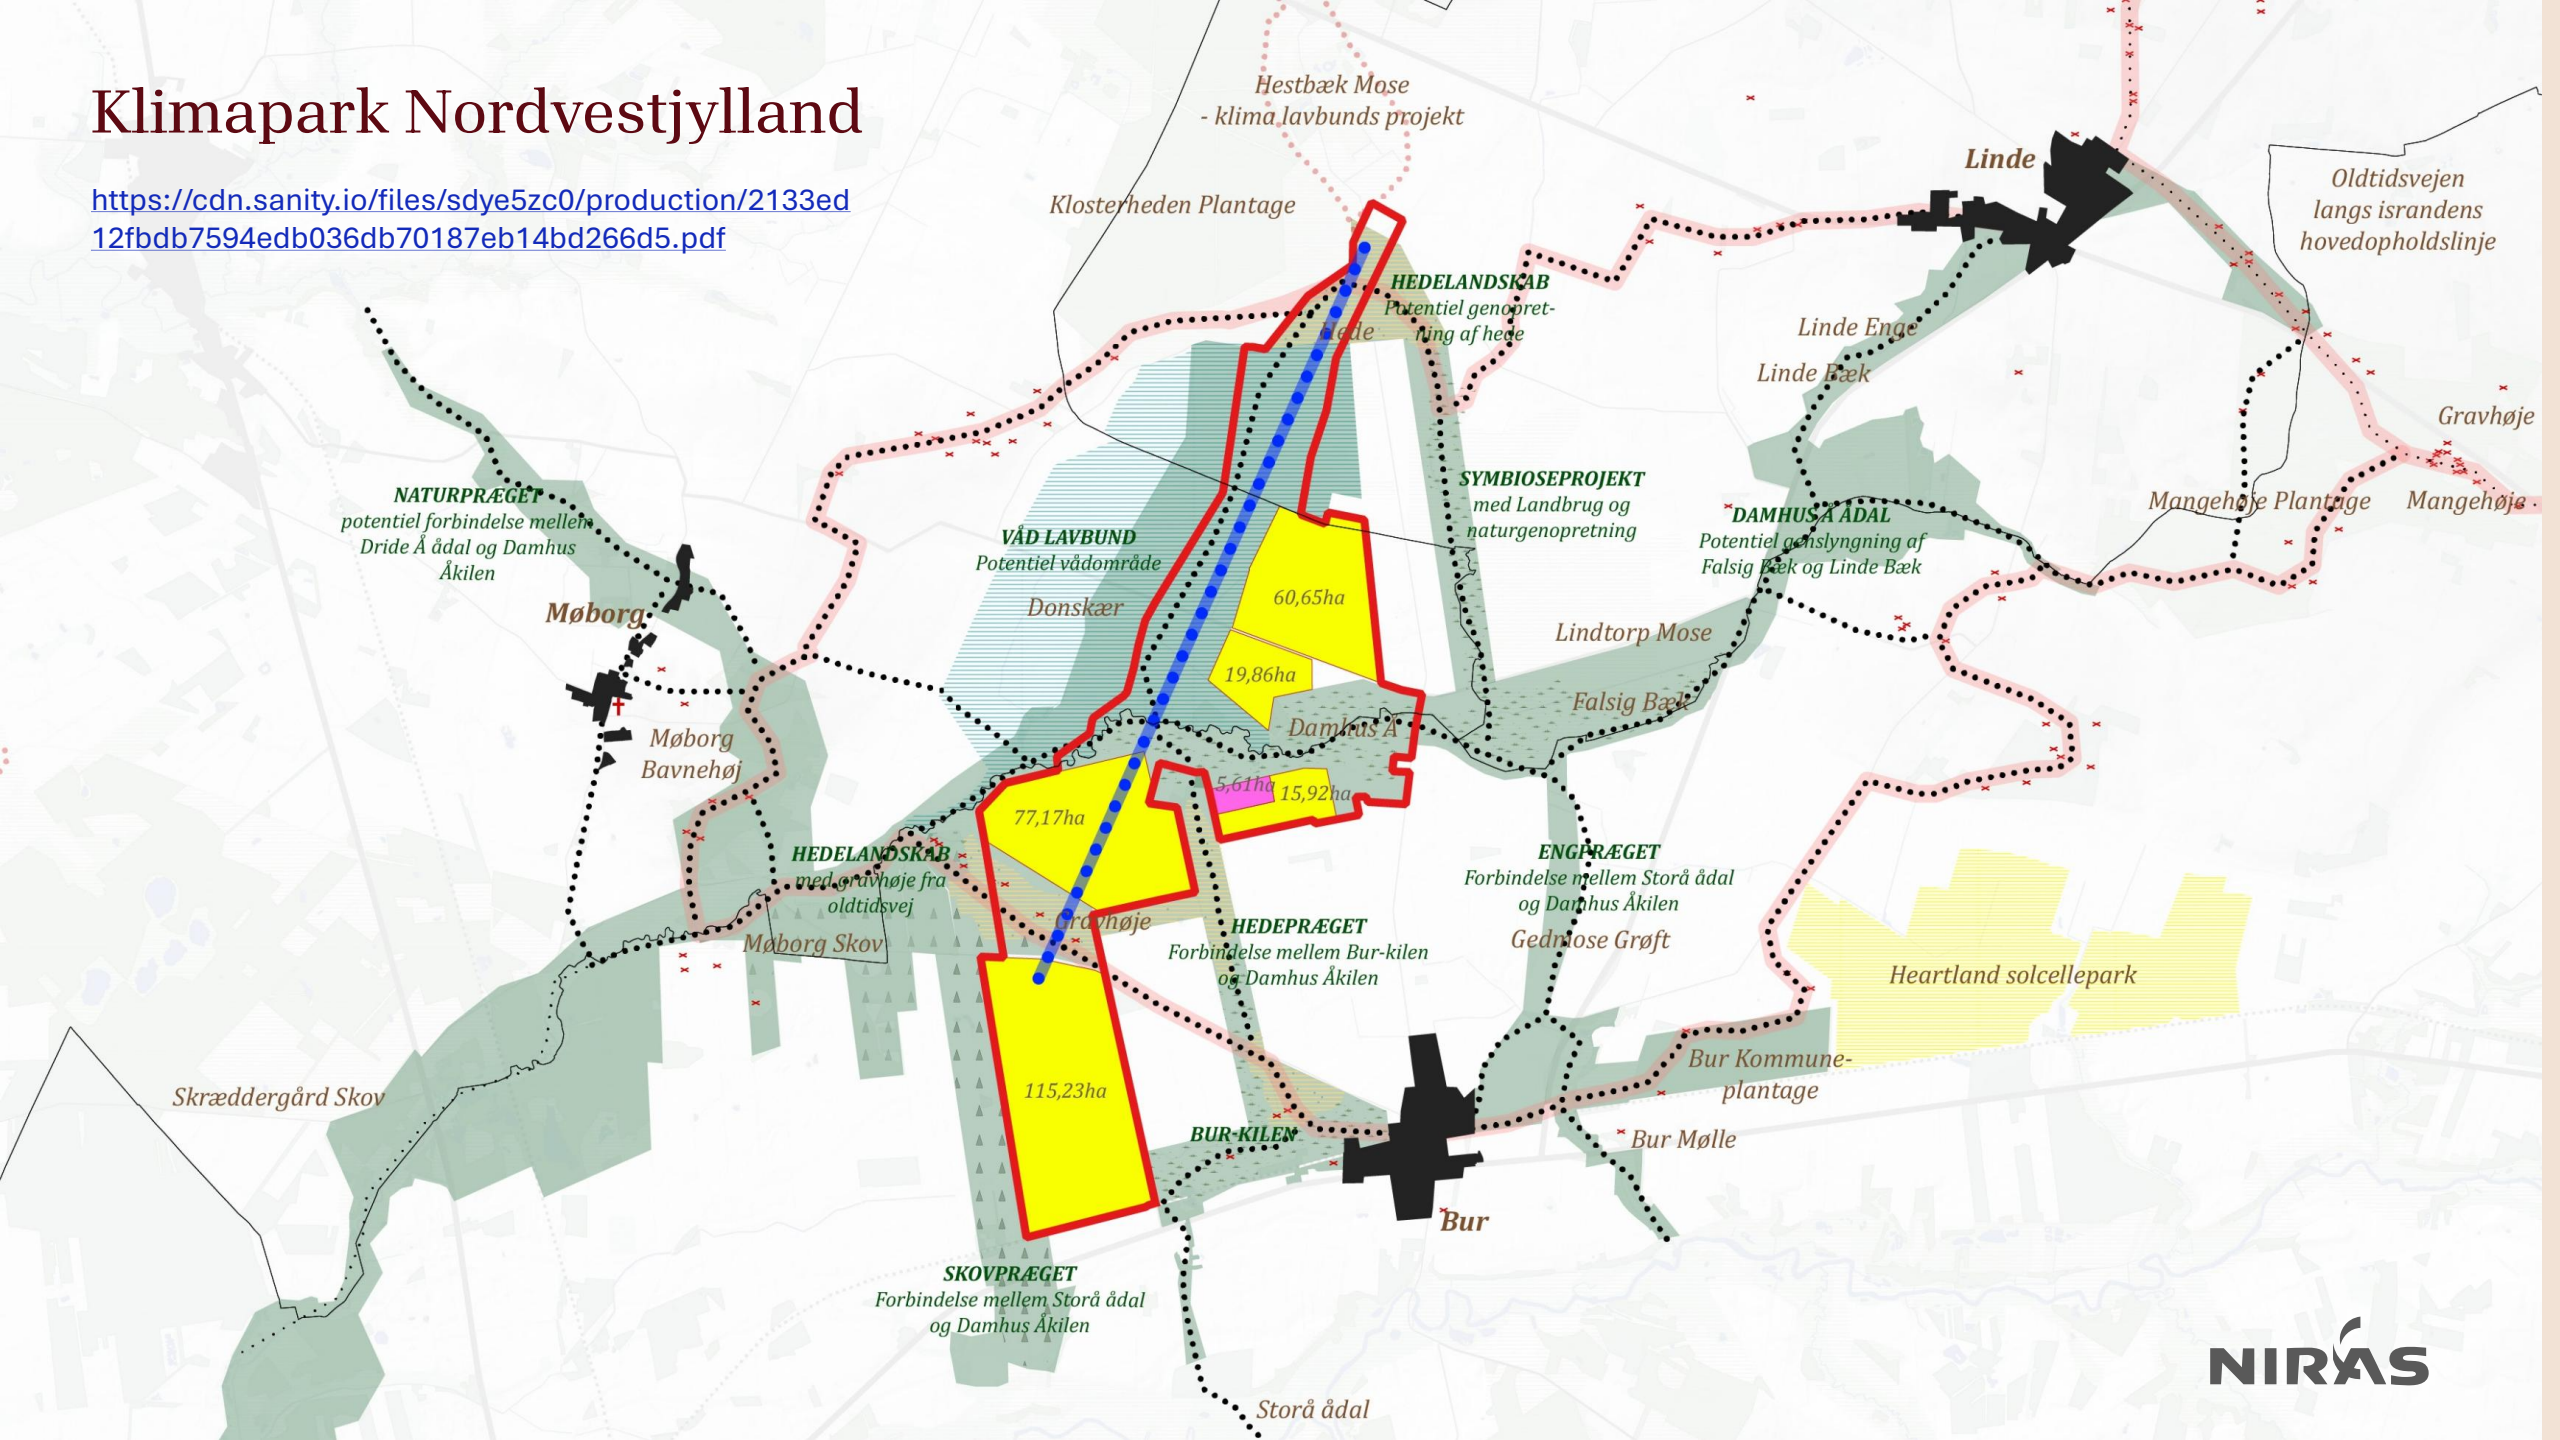 Klimapark Nordvestjylland
https://cdn.sanity.io/files/sdye5zc0/production/2133ed
12fbdb7594edb036db70187eb14bd266d5.pdf
Hestbæk Mose
- klima lavbunds projekt
Klosterheden Plantage
Linde
Oldtidsvejen
langs israndens
hovedopholdslinje
HEDELANDSKAB
Potentiel genopret-
ning af hede
Hede
Linde Enge
Linde Bæk
Gravhøje
NATURPRÆGET
potentiel forbindelse mellem
Dride Å ådal og Damhus
Åkilen
SYMBIOSEPROJEKT
med Landbrug og
naturgenopretning
Mangehøje Plantage
Mangehøje
DAMHUS Å ÅDAL
Potentiel genslyngning af
Falsig Bæk og Linde Bæk
VÅD LAVBUND
Potentiel vådområde
Donskær
60,65ha
Møborg
Lindtorp Mose
19,86ha
Falsig Bæk
Damhus Å
Møborg
Bavnehøj
5,61ha
15,92ha
77,17ha
HEDELANDSKAB
med gravhøje fra
oldtidsvej
ENGPRÆGET
Forbindelse mellem Storå ådal
og Damhus Åkilen
Gravhøje
HEDEPRÆGET
Forbindelse mellem Bur-kilen
og Damhus Åkilen
Gedmose Grøft
Møborg Skov
Heartland solcellepark
115,23ha
Bur Kommune-
plantage
Skræddergård Skov
BUR-KILEN
Bur Mølle
Bur
SKOVPRÆGET
Forbindelse mellem Storå ådal
og Damhus Åkilen
Storå ådal
NIRAS